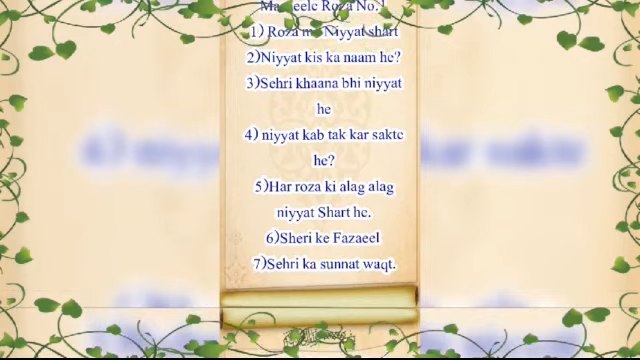 Roza No.1
1) Roza me Niyyat shart
2)Niyyat kis ka naam he?
3)Sehri khaana bhi niyyat
he
4) niyyat kab tak kar sakte
he?
5)Har roza ki alag alag
niyyat Shart he.
6)Sheri ke Fazaeel
7)Sehri ka sunnat waqt.